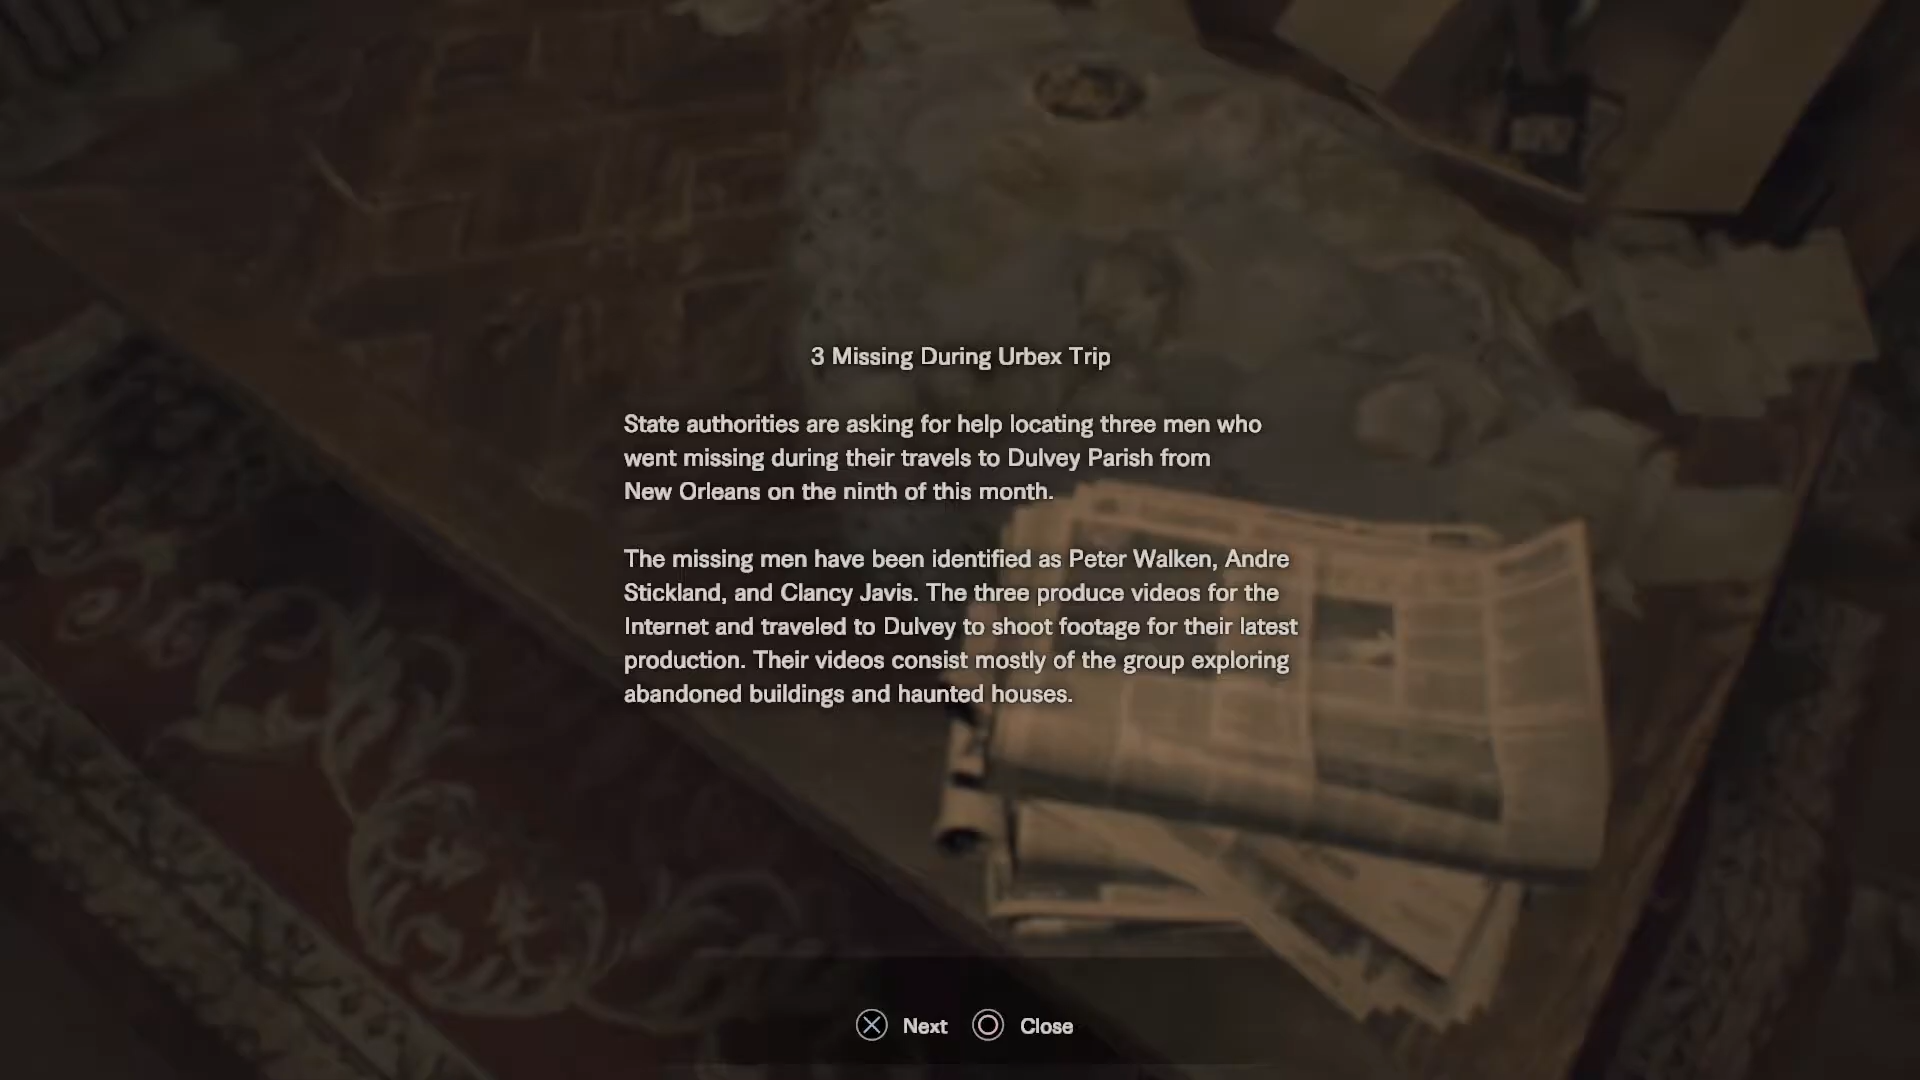 3 Missing During Urbex Trip
State authorities are asking for help locating three men who
went missing during their travels to Dulvey Parish from
New Orleans on the ninth of this month.
The missing men have been identified as Peter Walken, Andre
Stickland, and Clancy Javis. The three produce videos for the
Internet and traveled to Dulvey to shoot footage for their latest
production. Their videos consist mostly of the group exploring
abandoned buildings and haunted houses.
Next Close